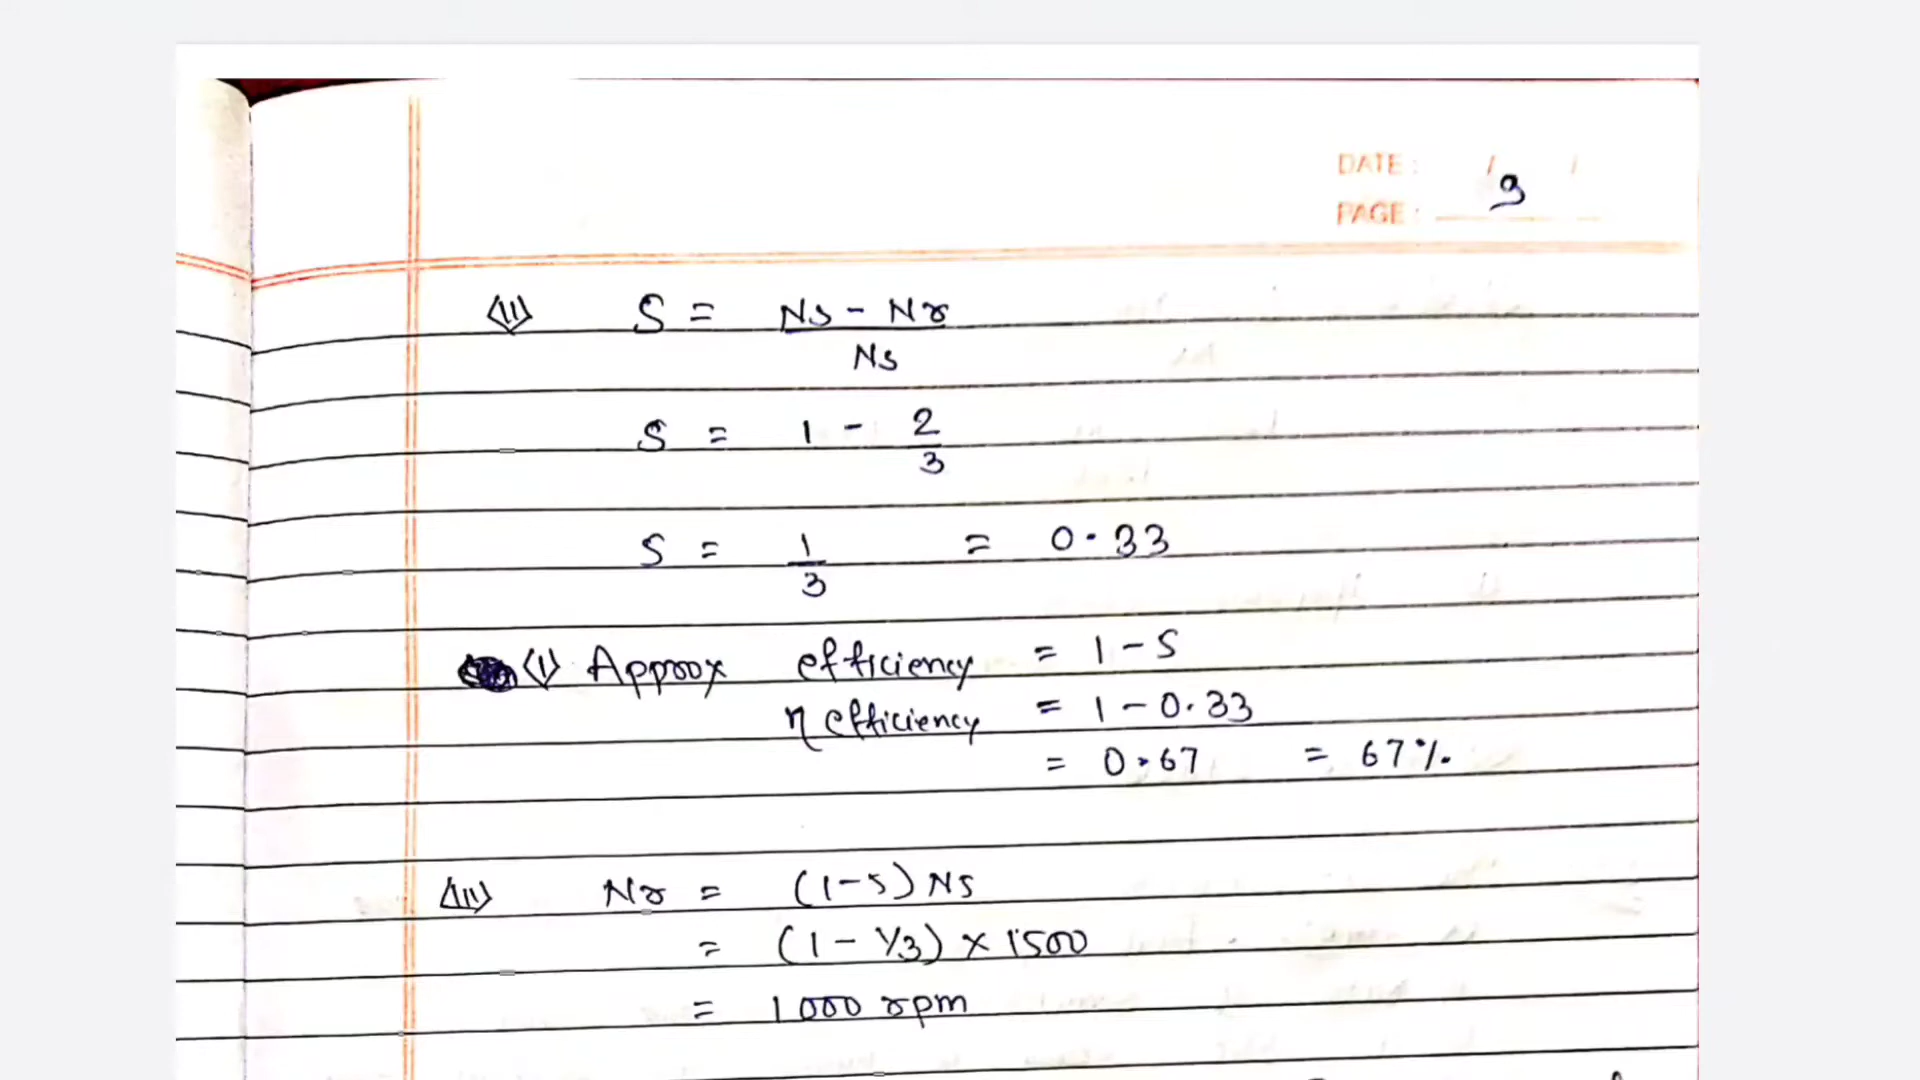 DATE : / /
PAGE : 9
(ii) S = Ns - Nr
Ns
S = 1 - 2
3
S = 1 = 0.33
3
(i) Approx efficiency = 1 - S
η efficiency = 1 - 0.33
= 0.67 = 67%.
(iii) Nr = (1-s) Ns
= (1 - 1/3) x 1500
= 1000 rpm